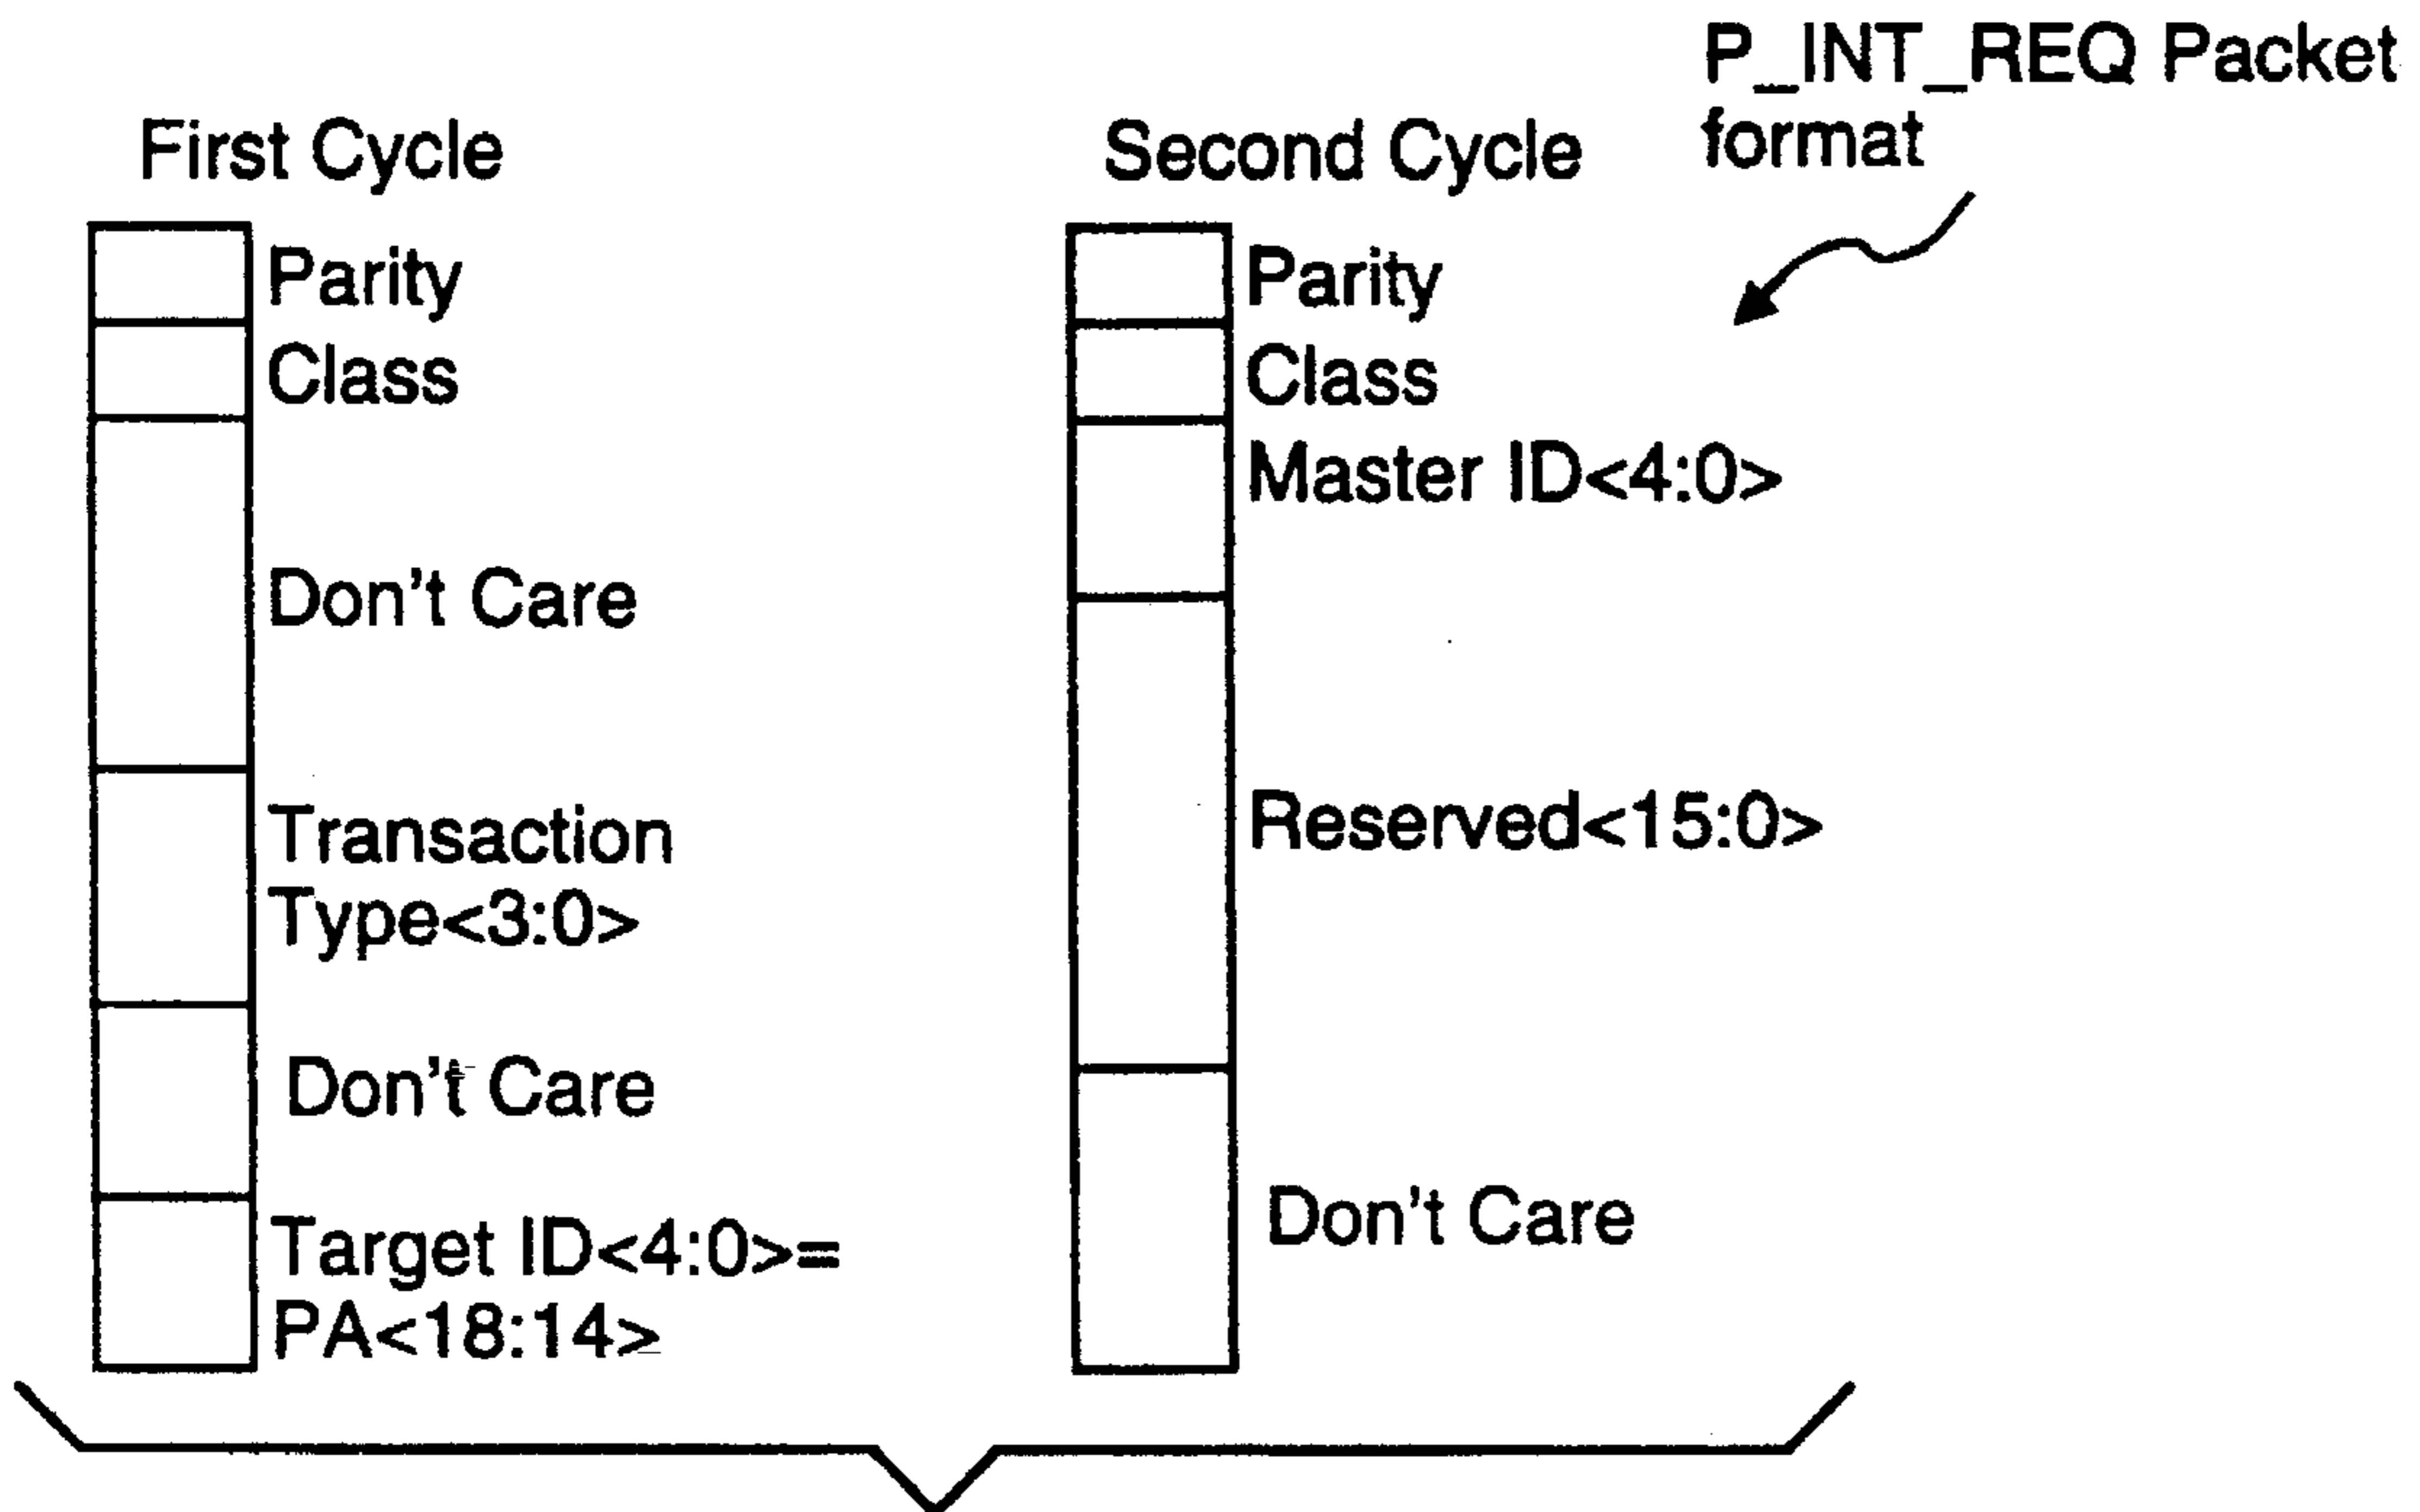 P_INT_REQ Packet
format
First Cycle
Parity
Class
Don't Care
Transaction
Type<3:0>
Don't Care
Target ID<4:0>=
PA<18:14>
Second Cycle
Parity
Class
Master ID<4:0>
Reserved<15:0>
Don't Care